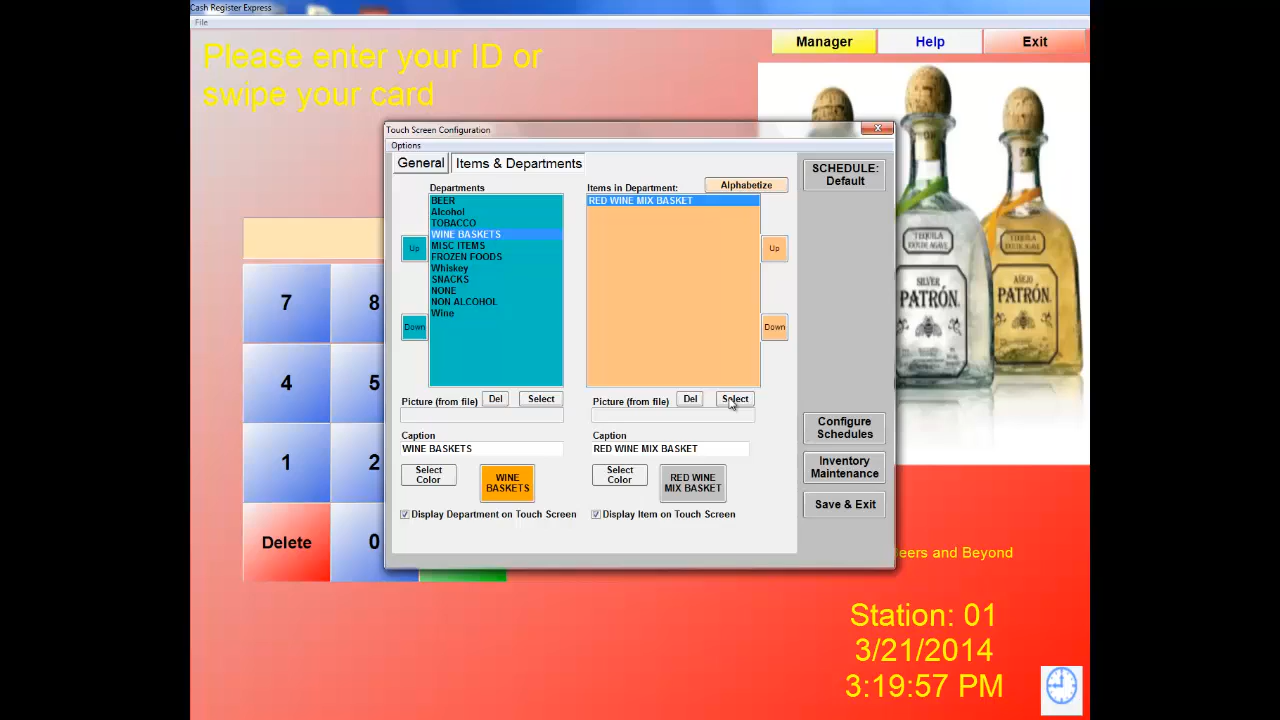 Cash Register Express
File
Please enter your ID or
swipe your card
Manager
Help
Exit
Touch Screen Configuration
Options
General
Items & Departments
SCHEDULE:
Default
Departments
Items in Department:
Alphabetize
BEER
Alcohol
TOBACCO
WINE BASKETS
MISC ITEMS
FROZEN FOODS
Whiskey
SNACKS
NONE
NON ALCOHOL
Wine
RED WINE MIX BASKET
Up
Down
Up
Down
Picture (from file)
Del
Select
Picture (from file)
Del
Select
Caption
WINE BASKETS
Caption
RED WINE MIX BASKET
Select
Color
WINE
BASKETS
Select
Color
RED WINE
MIX BASKET
Display Department on Touch Screen
Display Item on Touch Screen
Configure
Schedules
Inventory
Maintenance
Save & Exit
7
8
4
5
1
2
Delete
0
TEQUILA
SILVER
PATRÓN
TEQUILA
AÑEJO
PATRÓN
Beers and Beyond
Station: 01
3/21/2014
3:19:57 PM